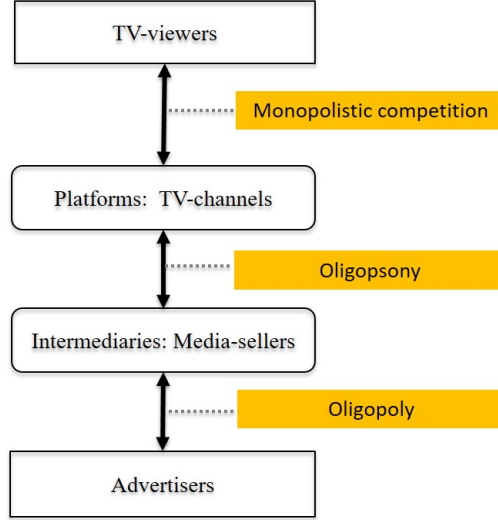 TV-viewers
Monopolistic competition
Platforms: TV-channels
Oligopsony
Intermediaries: Media-sellers
Oligopoly
Advertisers